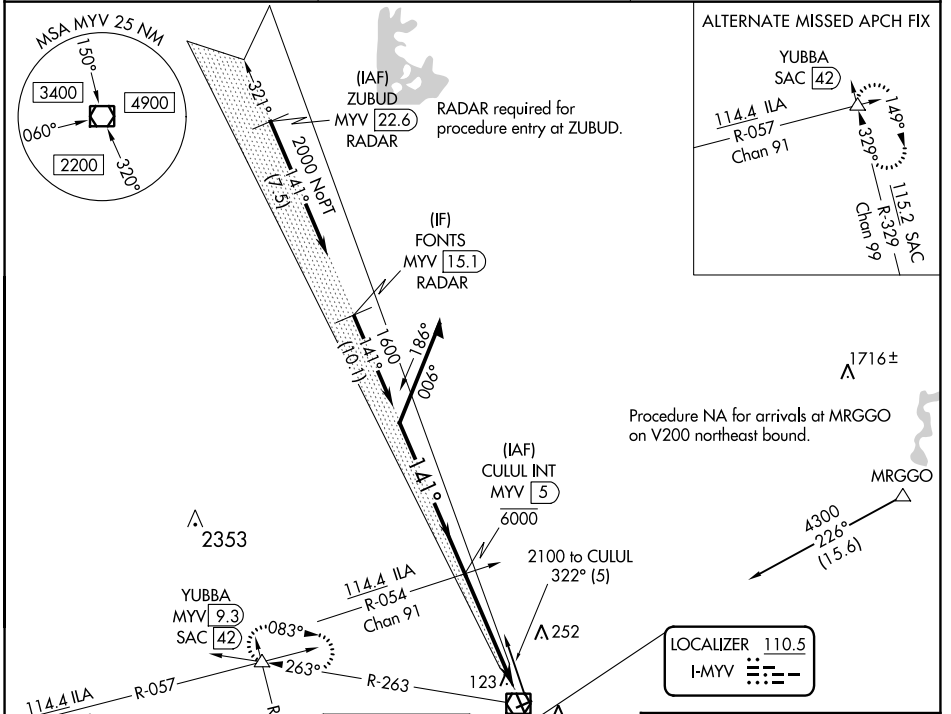 MSA MYV 25 NM
150°
3400
4900
060°
2200
320°
321°
(IAF)
ZUBUD
MYV 22.6
RADAR
RADAR required for
procedure entry at ZUBUD.
2000 NoPT
141°
(7.5)
(IF)
FONTS
MYV 15.1
RADAR
1600
141°
(10.1)
186°
006°
141°
(IAF)
CULUL INT
MYV 5
6000
2100 to CULUL
322° (5)
ALTERNATE MISSED APCH FIX
YUBBA
SAC 42
114.4 ILA
R-057
Chan 91
149°
329°
115.2 SAC
R-329
Chan 99
1716±
Procedure NA for arrivals at MRGGO
on V200 northeast bound.
MRGGO
4300
226°
(15.6)
2353
114.4 ILA
R-054
Chan 91
YUBBA
MYV 9.3
SAC 42
083°
263°
R-263
252
123
LOCALIZER 110.5
I-MYV
114.4 ILA
R-057
R